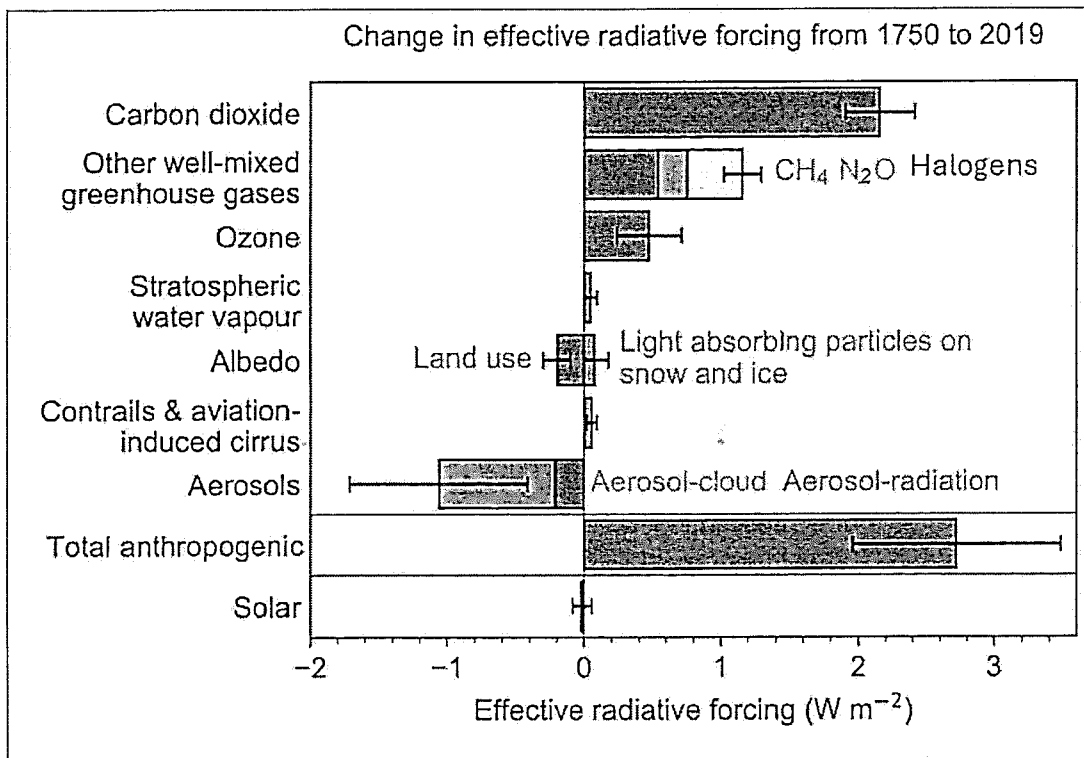 Change in effective radiative forcing from 1750 to 2019
Carbon dioxide
Other well-mixed
greenhouse gases
CH₄ N₂O Halogens
Ozone
Stratospheric
water vapour
Albedo
Land use
Light absorbing particles on
snow and ice
Contrails & aviation-
induced cirrus
Aerosols
Aerosol-cloud Aerosol-radiation
Total anthropogenic
Solar
−2 −1 0 1 2 3
Effective radiative forcing (W m⁻²)